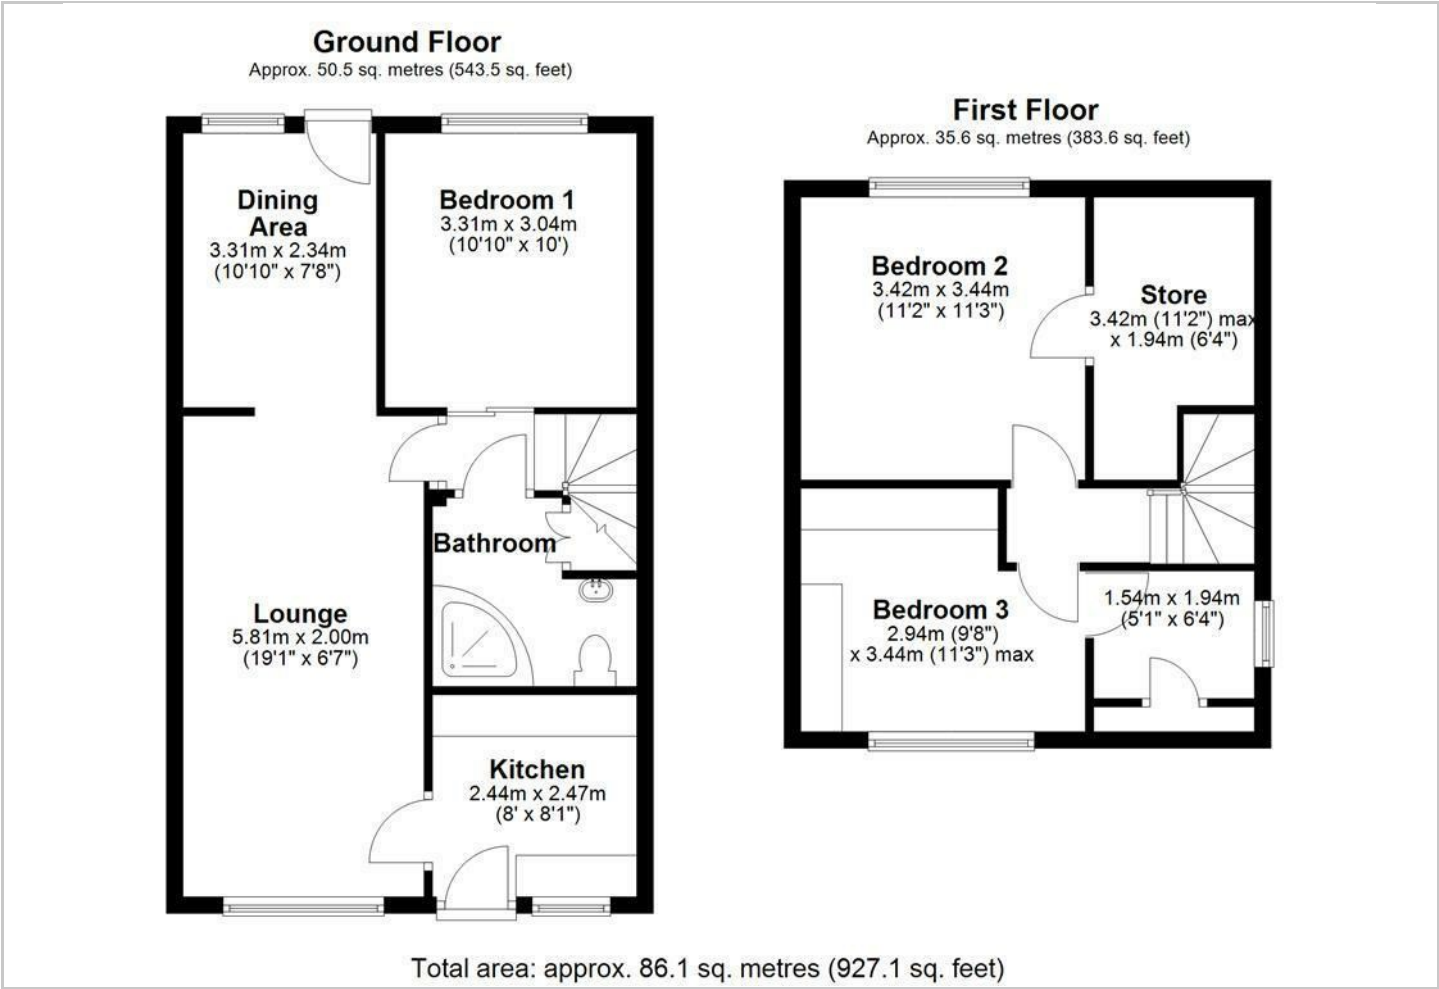 Ground Floor
Approx. 50.5 sq. metres (543.5 sq. feet)
Dining
Area
3.31m x 2.34m
(10'10" x 7'8")
Bedroom 1
3.31m x 3.04m
(10'10" x 10')
Bathroom
Lounge
5.81m x 2.00m
(19'1" x 6'7")
Kitchen
2.44m x 2.47m
(8' x 8'1")
First Floor
Approx. 35.6 sq. metres (383.6 sq. feet)
Bedroom 2
3.42m x 3.44m
(11'2" x 11'3")
Store
3.42m (11'2") max
x 1.94m (6'4")
Bedroom 3
2.94m (9'8")
x 3.44m (11'3") max
1.54m x 1.94m
(5'1" x 6'4")
Total area: approx. 86.1 sq. metres (927.1 sq. feet)